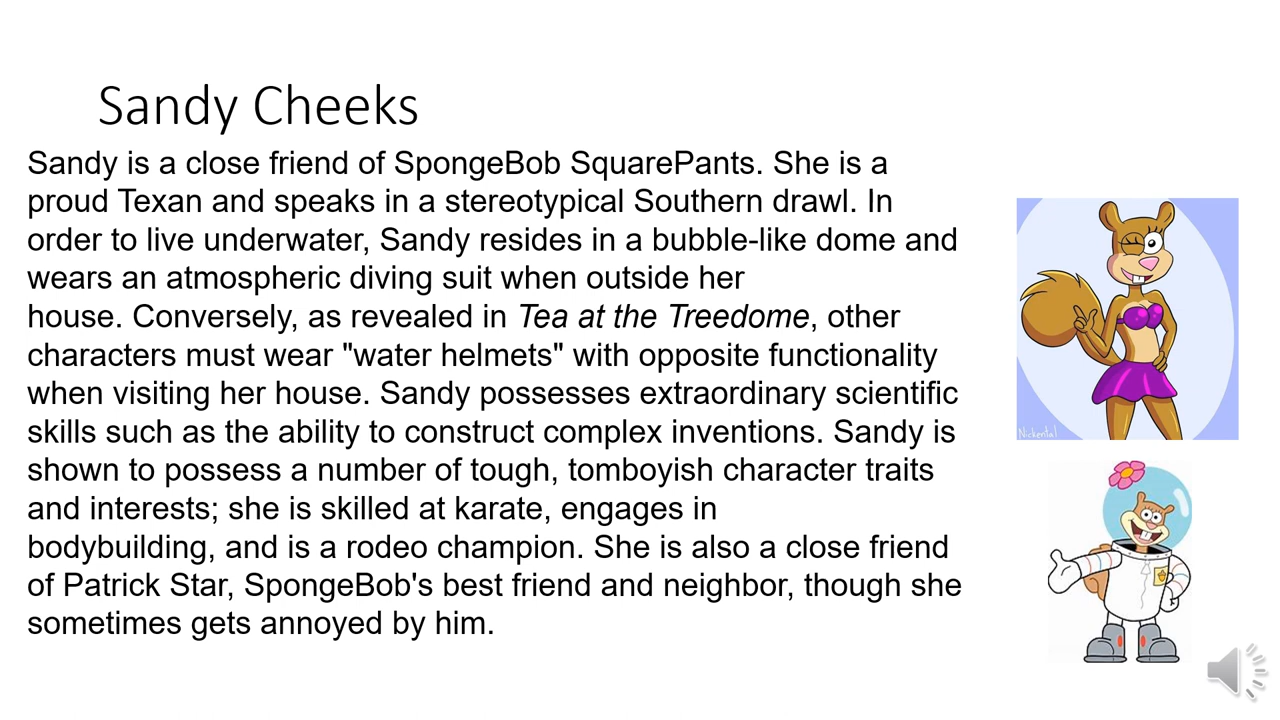 Sandy Cheeks
Sandy is a close friend of SpongeBob SquarePants. She is a
proud Texan and speaks in a stereotypical Southern drawl. In
order to live underwater, Sandy resides in a bubble-like dome and
wears an atmospheric diving suit when outside her
house. Conversely, as revealed in Tea at the Treedome, other
characters must wear "water helmets" with opposite functionality
when visiting her house. Sandy possesses extraordinary scientific
skills such as the ability to construct complex inventions. Sandy is
shown to possess a number of tough, tomboyish character traits
and interests; she is skilled at karate, engages in
bodybuilding, and is a rodeo champion. She is also a close friend
of Patrick Star, SpongeBob's best friend and neighbor, though she
sometimes gets annoyed by him.